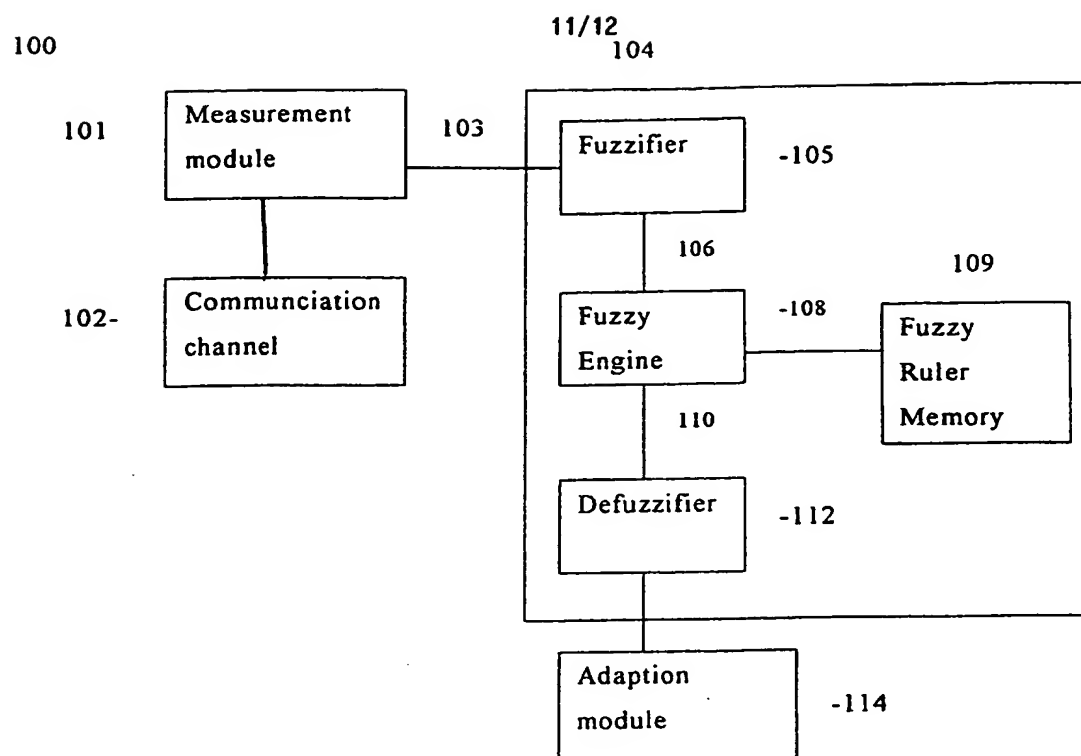 11/12
100
104
Measurement
module
101
103
Fuzzifier
-105
106
109
Communciation
channel
102-
Fuzzy
Engine
-108
Fuzzy
Ruler
Memory
110
Defuzzifier
-112
Adaption
module
-114